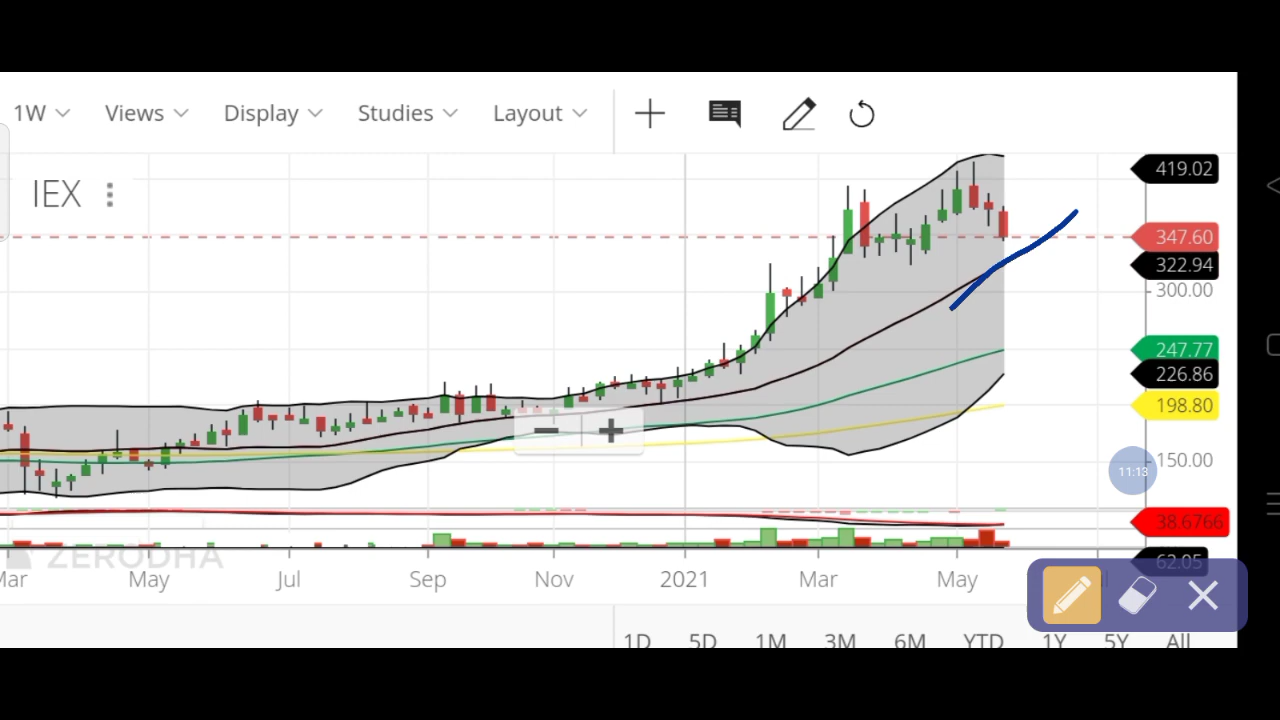 1W Views Display Studies Layout
IEX
419.02
347.60
322.94
300.00
247.77
226.86
198.80
150.00
11:13
38.6766
62.05
ZERODHA
Mar May Jul Sep Nov 2021 Mar May
1D 5D 1M 3M 6M YTD 1Y 5Y All